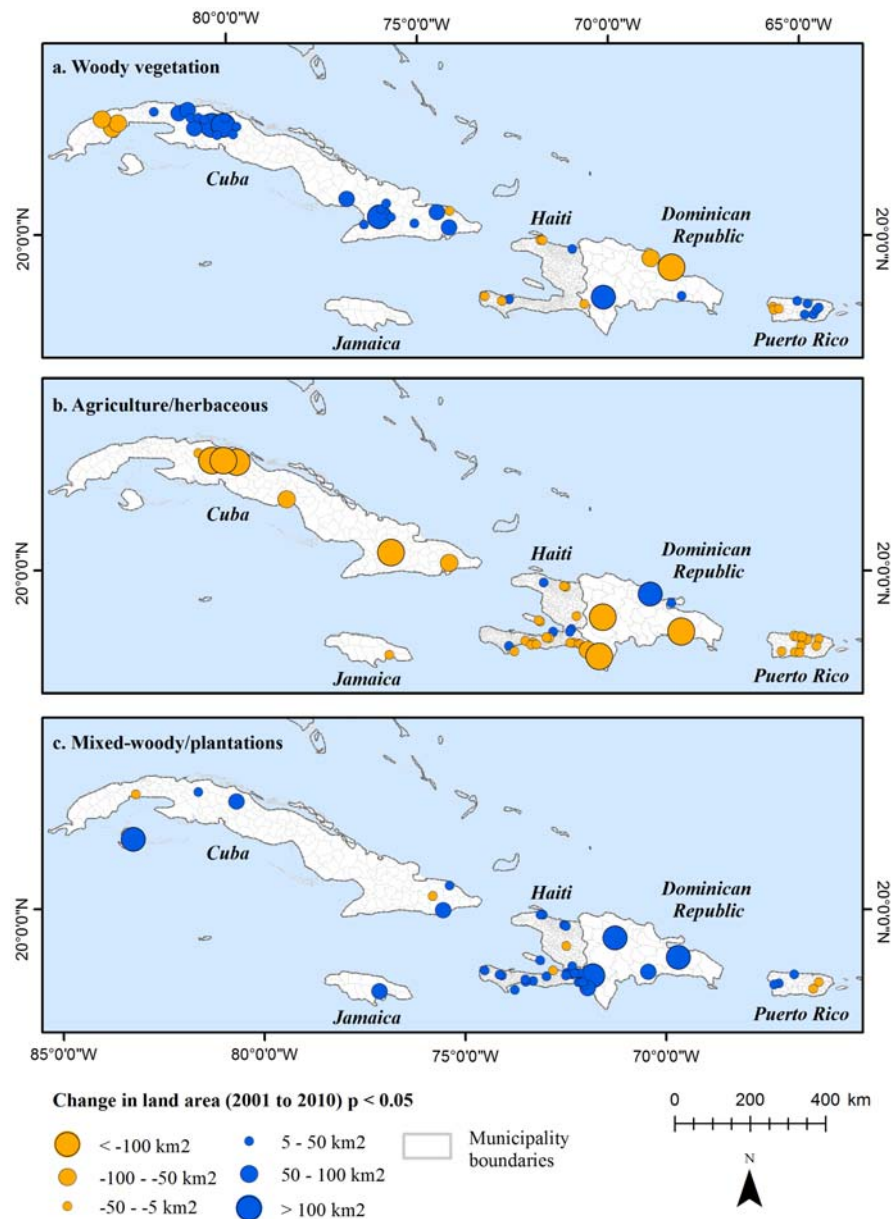 80°0'0"W 75°0'0"W 70°0'0"W 65°0'0"W
a. Woody vegetation
Cuba
Haiti
Dominican
Republic
20°0'0"N 20°0'0"N
Jamaica
Puerto Rico
b. Agriculture/herbaceous
Cuba
Haiti
Dominican
Republic
20°0'0"N 20°0'0"N
Jamaica
Puerto Rico
c. Mixed-woody/plantations
Cuba
Haiti
Dominican
Republic
20°0'0"N 20°0'0"N
Jamaica
Puerto Rico
85°0'0"W 80°0'0"W 75°0'0"W 70°0'0"W
Change in land area (2001 to 2010) p < 0.05
0 200 400 km
< -100 km2 5 - 50 km2 Municipality
-100 - -50 km2 50 - 100 km2 boundaries
-50 - -5 km2 > 100 km2
N